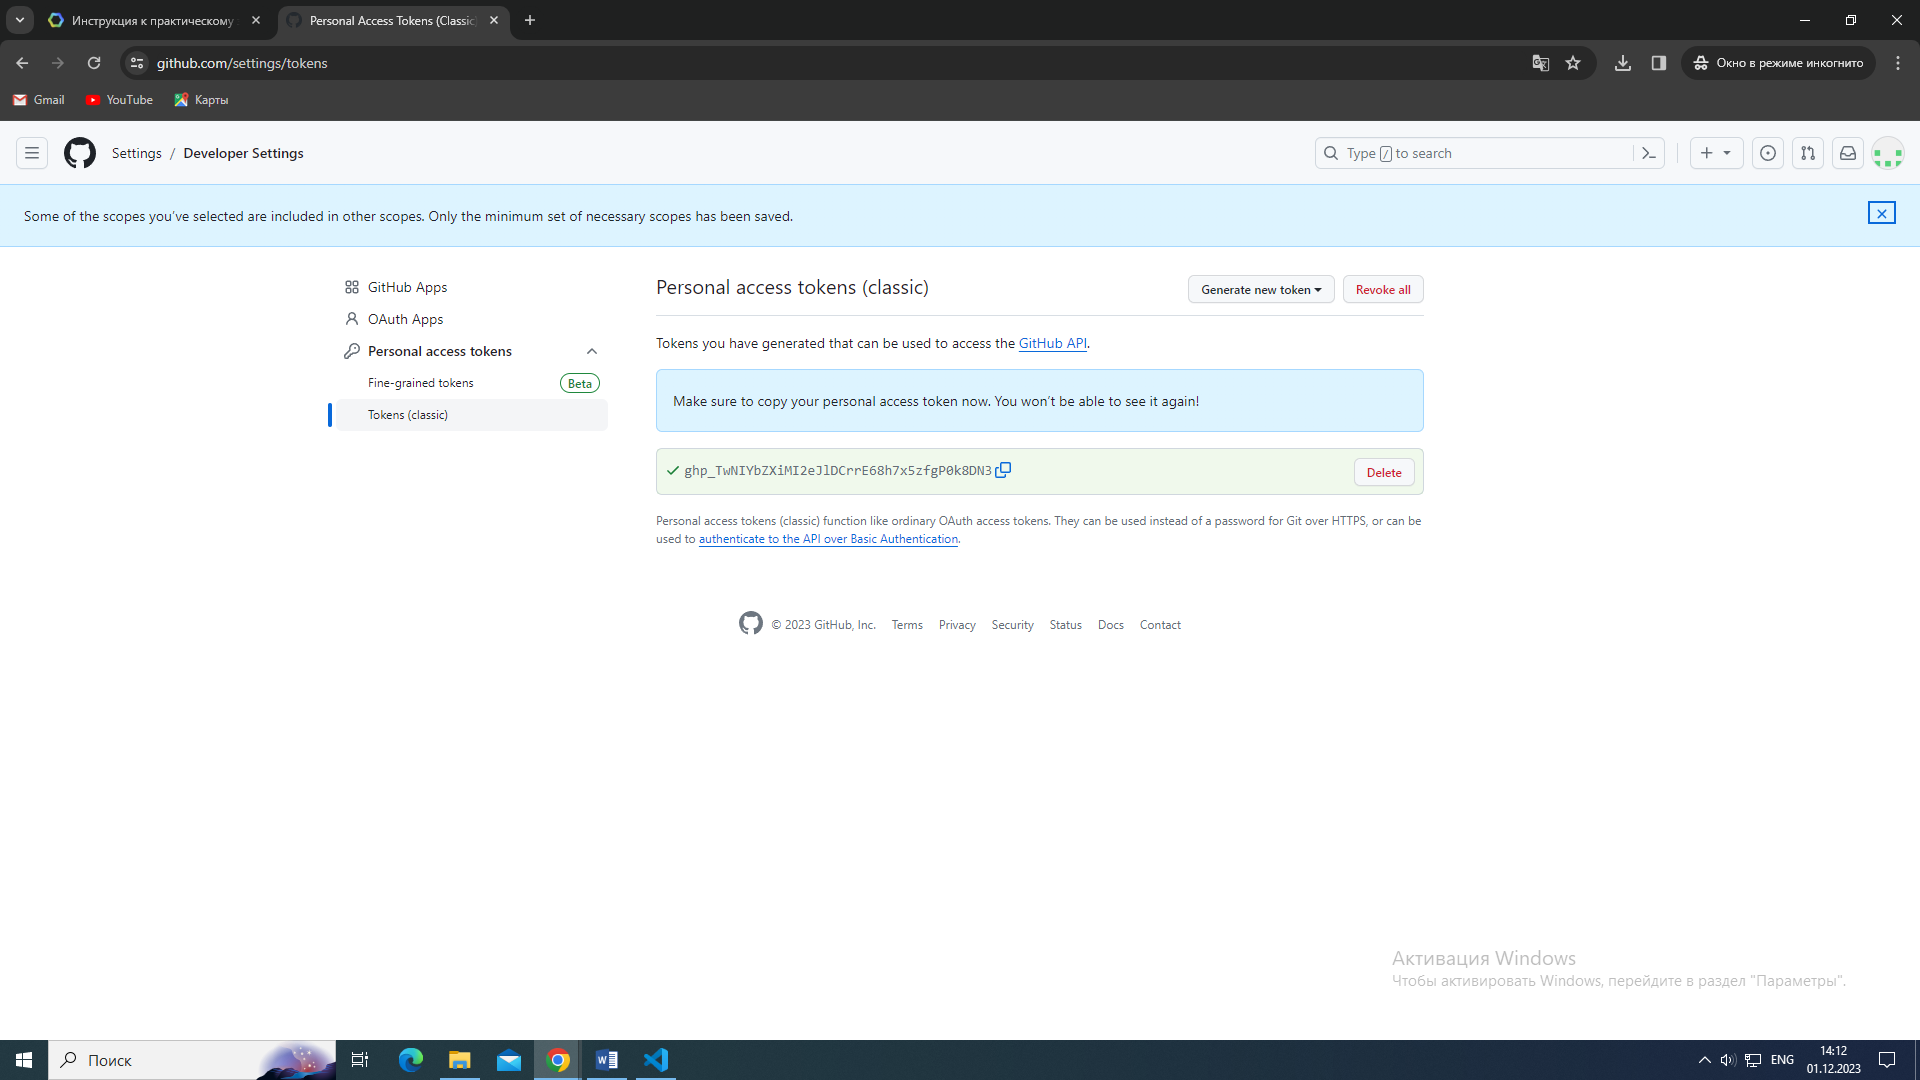 Инструкция к практическому
Personal Access Tokens (Classic
github.com/settings/tokens
Окно в режиме инкогнито
Gmail
YouTube
Карты
Settings / Developer Settings
Type / to search
Some of the scopes you've selected are included in other scopes. Only the minimum set of necessary scopes has been saved.
GitHub Apps
OAuth Apps
Personal access tokens
Fine-grained tokens
Beta
Tokens (classic)
Personal access tokens (classic)
Generate new token
Revoke all
Tokens you have generated that can be used to access the GitHub API.
Make sure to copy your personal access token now. You won't be able to see it again!
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
Delete
Personal access tokens (classic) function like ordinary OAuth access tokens. They can be used instead of a password for Git over HTTPS, or can be
used to authenticate to the API over Basic Authentication.
© 2023 GitHub, Inc.
Terms
Privacy
Security
Status
Docs
Contact
Активация Windows
Чтобы активировать Windows, перейдите в раздел "Параметры".
Поиск
ENG
14:12
01.12.2023